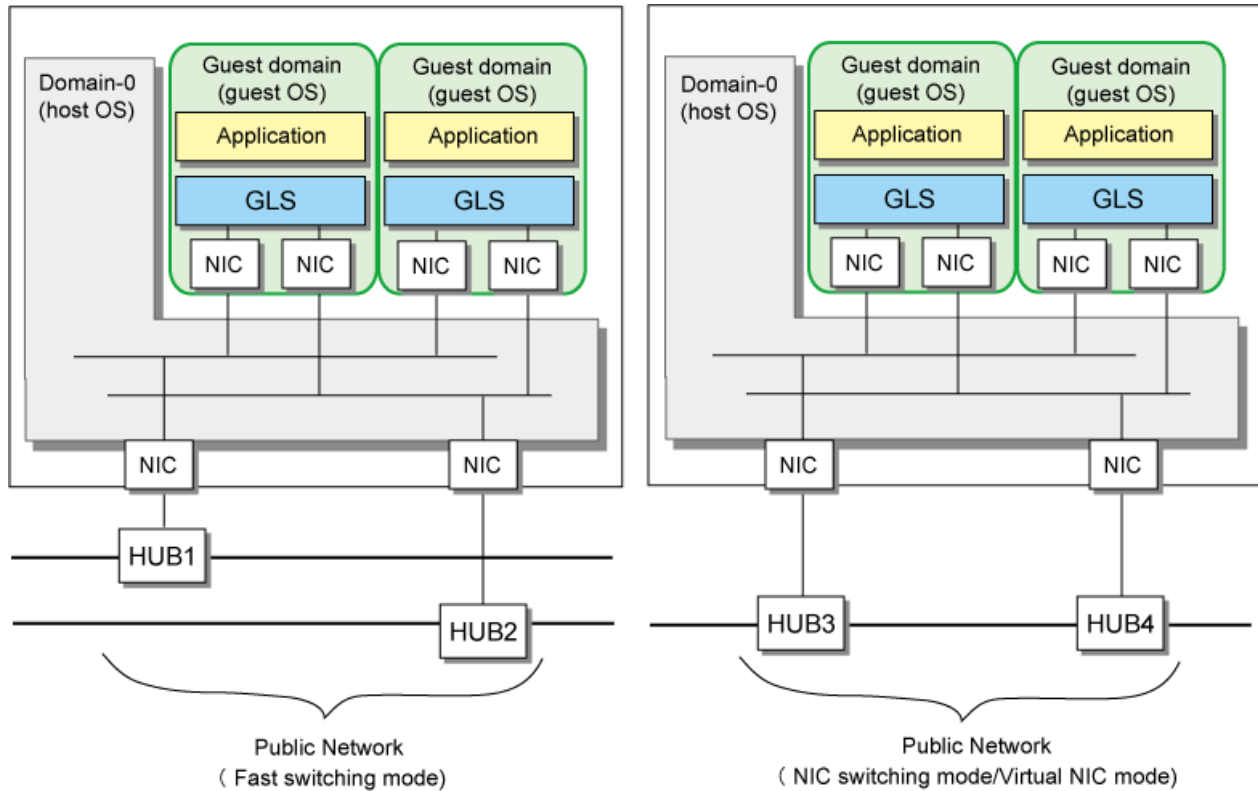 Domain-0
(host OS)
Guest domain
(guest OS)
Application
GLS
NIC
NIC
Guest domain
(guest OS)
Application
GLS
NIC
NIC
NIC
NIC
HUB1
HUB2
Public Network
( Fast switching mode)
Domain-0
(host OS)
Guest domain
(guest OS)
Application
GLS
NIC
NIC
Guest domain
(guest OS)
Application
GLS
NIC
NIC
NIC
NIC
HUB3
HUB4
Public Network
( NIC switching mode/Virtual NIC mode)